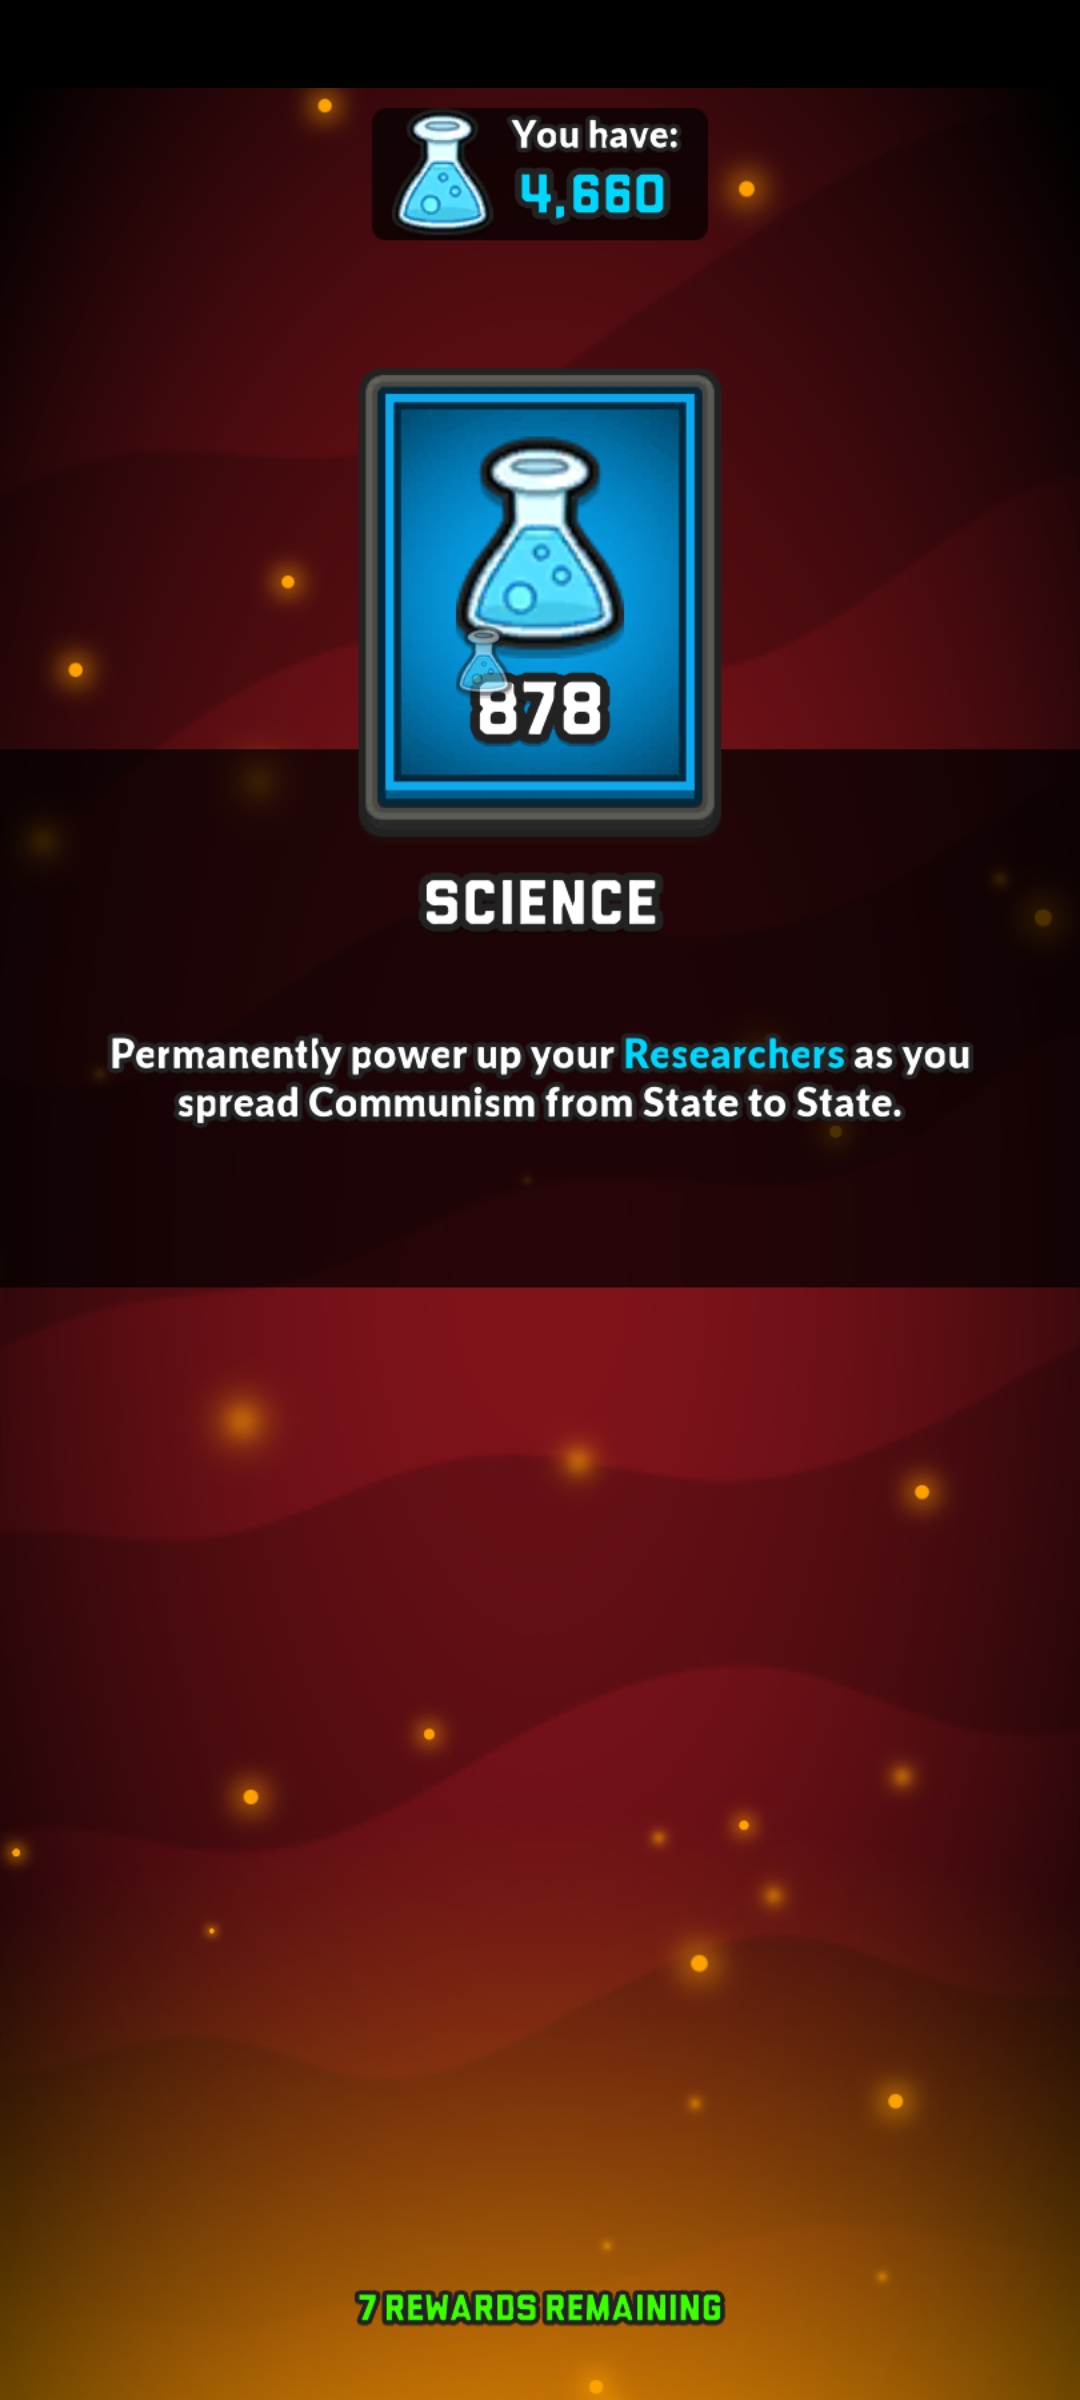 You have:
4,660
878
SCIENCE
Permanently power up your Researchers as you
spread Communism from State to State.
7 REWARDS REMAINING